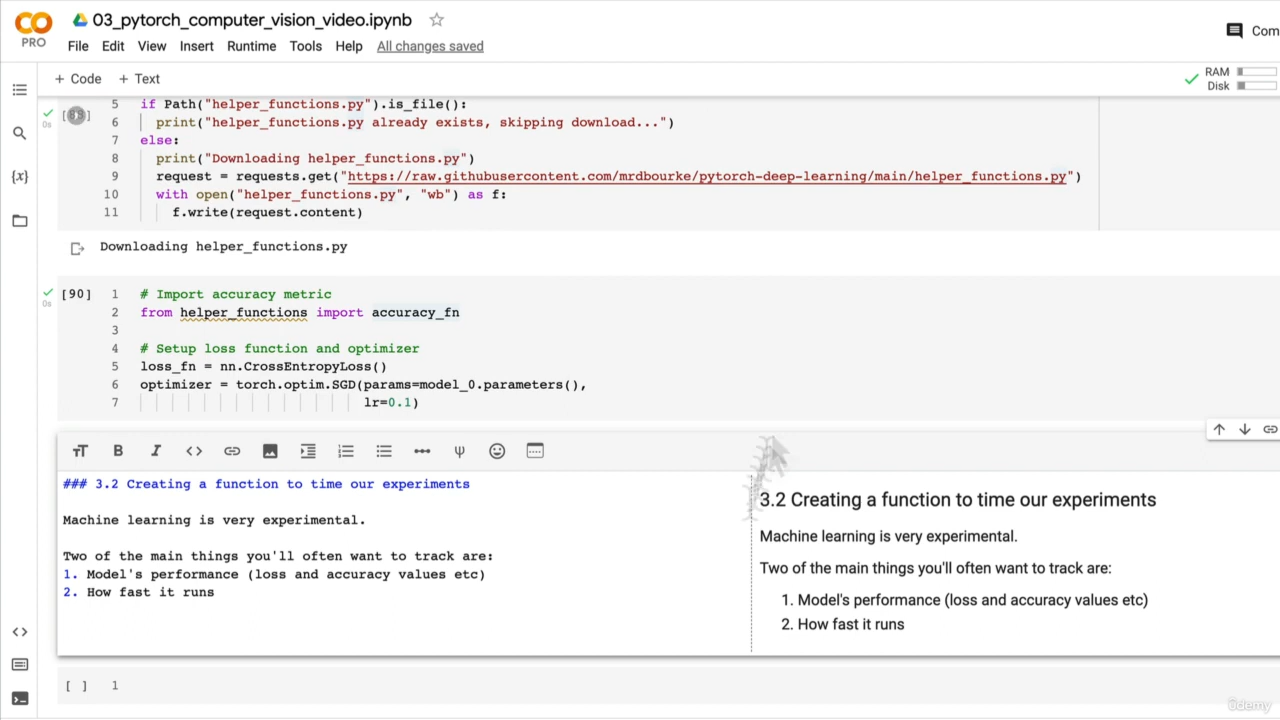 03_pytorch_computer_vision_video.ipynb
PRO
File Edit View Insert Runtime Tools Help All changes saved
Com
+ Code + Text
RAM
Disk
5 if Path("helper_functions.py").is_file():
0s
6 print("helper_functions.py already exists, skipping download...")
7 else:
8 print("Downloading helper_functions.py")
9 request = requests.get("https://raw.githubusercontent.com/mrdbourke/pytorch-deep-learning/main/helper_functions.py")
10 with open("helper_functions.py", "wb") as f:
11 f.write(request.content)
Downloading helper_functions.py
[90] 1 # Import accuracy metric
0s
2 from helper_functions import accuracy_fn
3
4 # Setup loss function and optimizer
5 loss_fn = nn.CrossEntropyLoss()
6 optimizer = torch.optim.SGD(params=model_0.parameters(),
7 lr=0.1)
### 3.2 Creating a function to time our experiments
Machine learning is very experimental.
Two of the main things you'll often want to track are:
1. Model's performance (loss and accuracy values etc)
2. How fast it runs
3.2 Creating a function to time our experiments
Machine learning is very experimental.
Two of the main things you'll often want to track are:
1. Model's performance (loss and accuracy values etc)
2. How fast it runs
[ ] 1
ûdemy